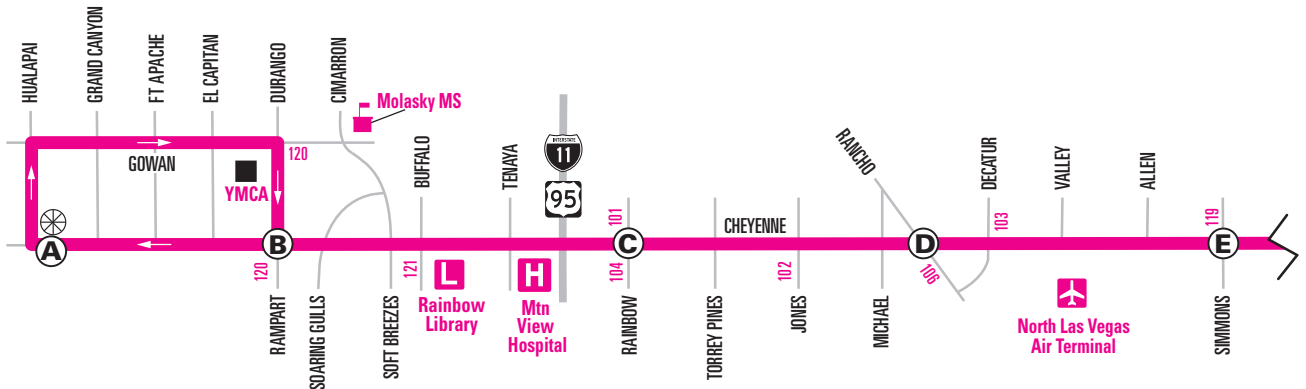 HUALAPAI
GRAND CANYON
FT APACHE
EL CAPITAN
DURANGO
CIMARRON
Molasky MS
GOWAN
120
YMCA
BUFFALO
TENAYA
INTERSTATE
11
95
101
CHEYENNE
RANCHO
DECATUR
103
VALLEY
ALLEN
119
A
B
C
D
E
120
121
104
102
106
RAMPART
SOARING GULLS
SOFT BREEZES
L
Rainbow
Library
H
Mtn
View
Hospital
RAINBOW
TORREY PINES
JONES
MICHAEL
North Las Vegas
Air Terminal
SIMMONS